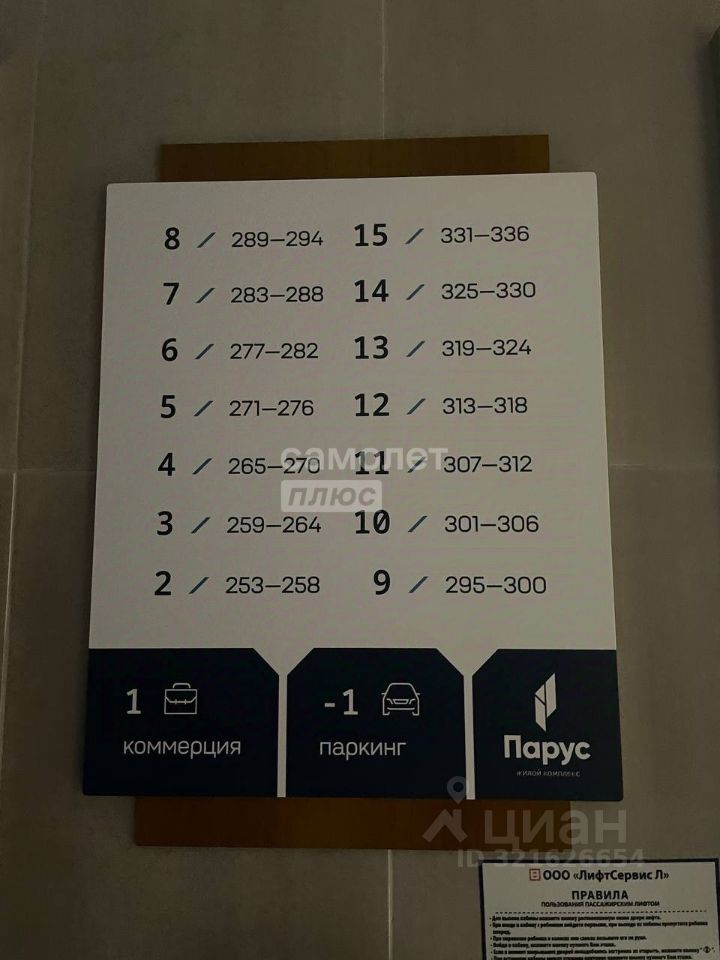 8 / 289—294
7 / 283—288
6 / 277—282
5 / 271—276
4 / 265—270
3 / 259—264
2 / 253—258
15 / 331—336
14 / 325—330
13 / 319—324
12 / 313—318
11 / 307—312
10 / 301—306
9 / 295—300
самолет
плюс
1
коммерция
-1
паркинг
Парус
жилой комплекс
циан
ID 321626654
ООО «ЛифтСервис Л»
ПРАВИЛА
ПОЛЬЗОВАНИЯ ПАССАЖИРСКИМ ЛИФТОМ